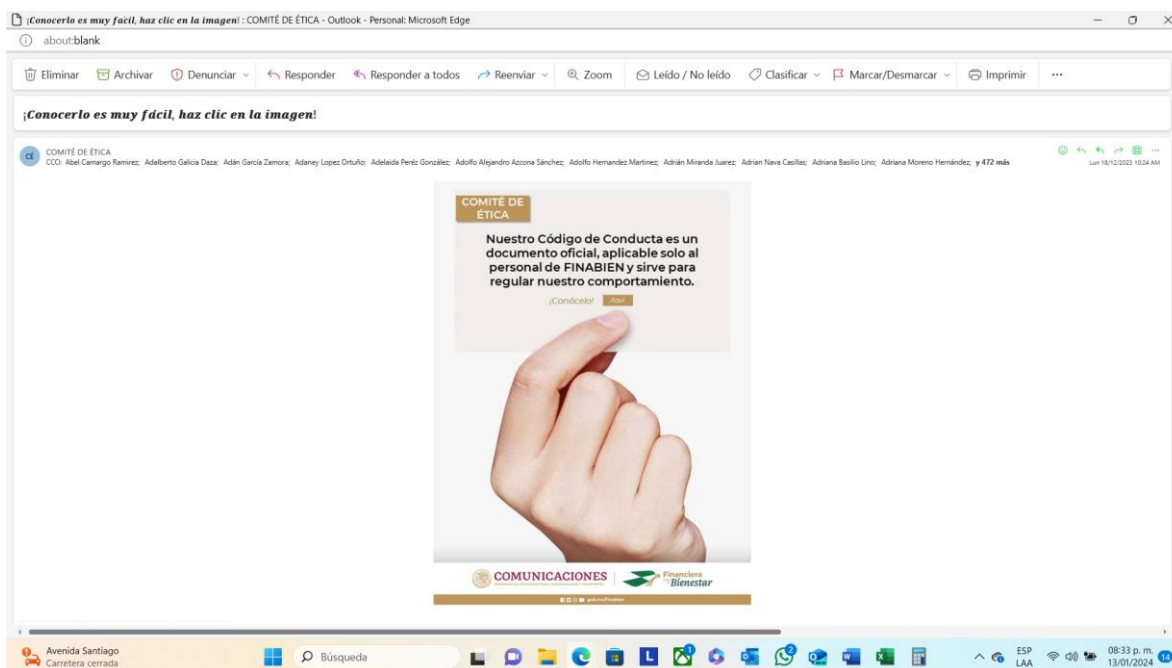 ¡Conocerlo es muy facil, haz clic en la imagen! : COMITÉ DE ÉTICA - Outlook - Personal: Microsoft Edge
about:blank
Eliminar Archivar Denunciar Responder Responder a todos Reenviar Zoom Leído / No leído Clasificar Marcar/Desmarcar Imprimir ...
¡Conocerlo es muy fácil, haz clic en la imagen!
CÉ
COMITÉ DE ÉTICA
CCO: Abel Camargo Ramirez; Adalberto Galicia Daza; Adán García Zamora; Adaney Lopez Ortuño; Adelaida Peréz González; Adolfo Alejandro Azcona Sánchez; Adolfo Hernandez Martinez; Adrián Miranda Juarez; Adrian Nava Casillas; Adriana Basilio Lino; Adriana Moreno Hernández; y 472 más
Lun 18/12/2023 10:24 AM
COMITÉ DE
ÉTICA
Nuestro Código de Conducta es un
documento oficial, aplicable solo al
personal de FINABIEN y sirve para
regular nuestro comportamiento.
¡Conócelo! Aquí
COMUNICACIONES
Financiera
Bienestar
Avenida Santiago
Carretera cerrada
Búsqueda
ESP
LAA
08:33 p. m.
13/01/2024
14